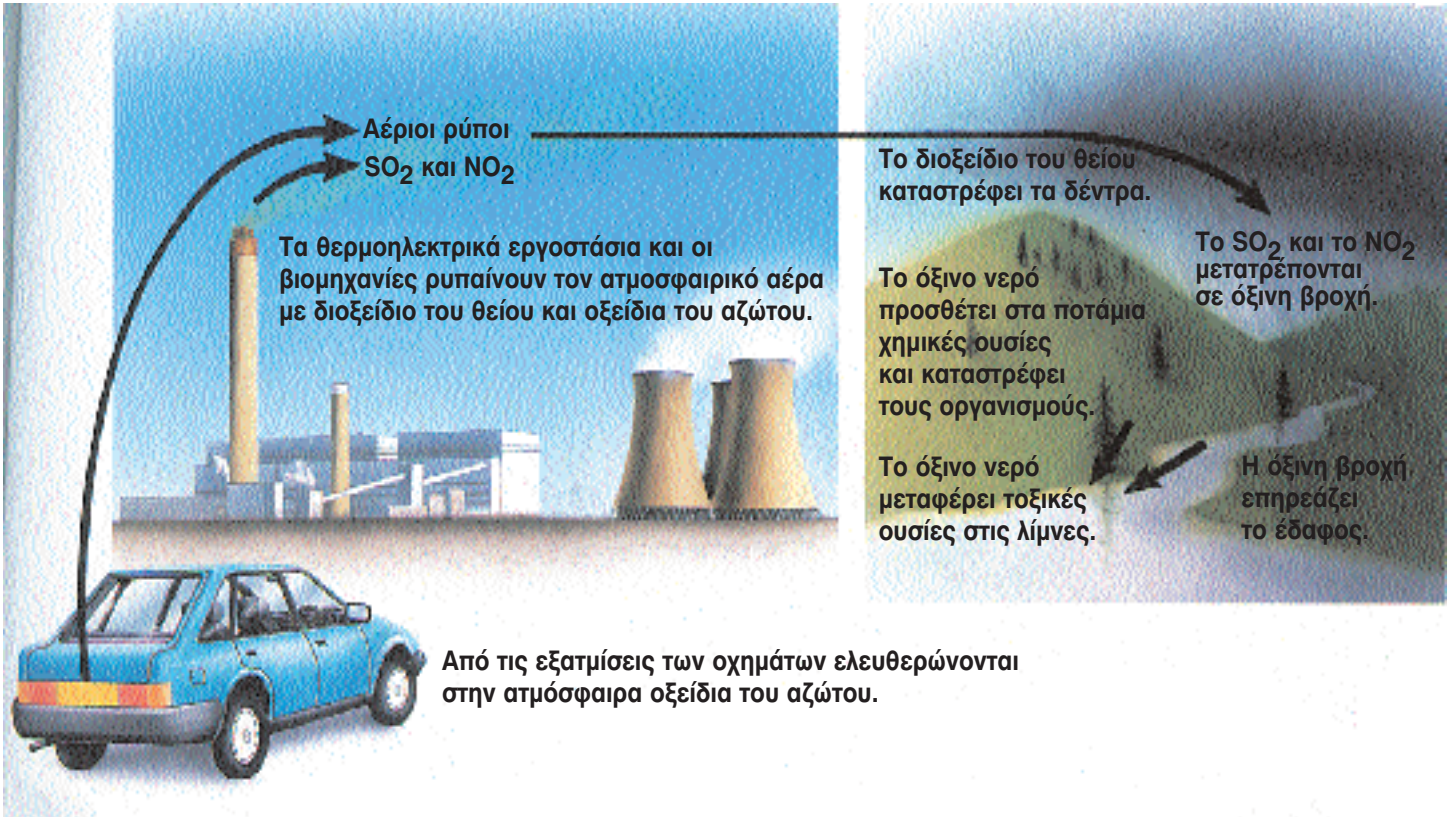 Αέριοι ρύποι
SO2 και NO2
Τα θερμοηλεκτρικά εργοστάσια και οι
βιομηχανίες ρυπαίνουν τον ατμοσφαιρικό αέρα
με διοξείδιο του θείου και οξείδια του αζώτου.
Από τις εξατμίσεις των οχημάτων ελευθερώνονται
στην ατμόσφαιρα οξείδια του αζώτου.
Το διοξείδιο του θείου
καταστρέφει τα δέντρα.
Το SO2 και το NO2
μετατρέπονται
σε όξινη βροχή.
Το όξινο νερό
προσθέτει στα ποτάμια
χημικές ουσίες
και καταστρέφει
τους οργανισμούς.
Το όξινο νερό
μεταφέρει τοξικές
ουσίες στις λίμνες.
Η όξινη βροχή
επηρεάζει
το έδαφος.